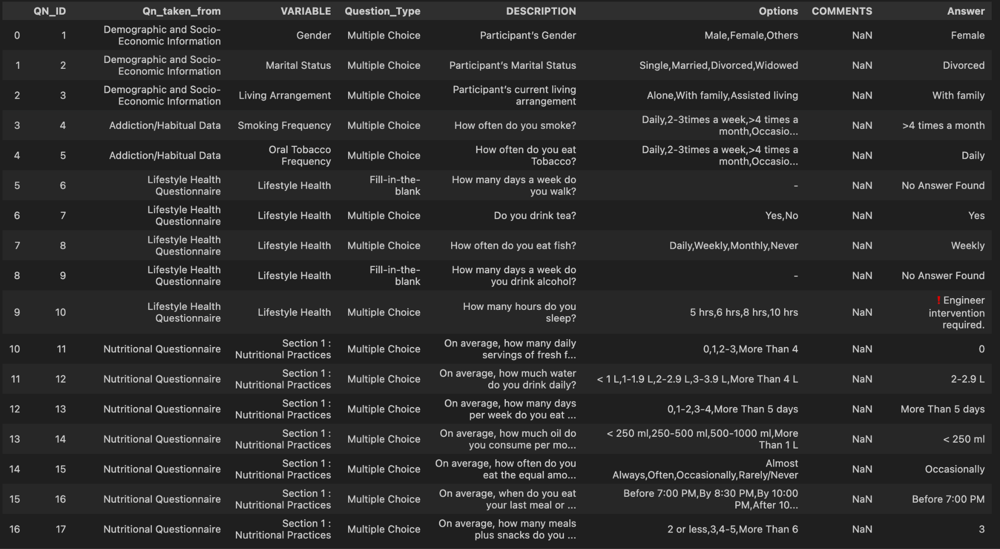 QN_ID Qn_taken_from VARIABLE Question_Type DESCRIPTION Options COMMENTS Answer
0 1 Demographic and Socio-
Economic Information Gender Multiple Choice Participant’s Gender Male,Female,Others NaN Female
1 2 Demographic and Socio-
Economic Information Marital Status Multiple Choice Participant’s Marital Status Single,Married,Divorced,Widowed NaN Divorced
2 3 Demographic and Socio-
Economic Information Living Arrangement Multiple Choice Participant’s current living
arrangement Alone,With family,Assisted living NaN With family
3 4 Addiction/Habitual Data Smoking Frequency Multiple Choice How often do you smoke? Daily,2-3times a week,>4 times a
month,Occasio... NaN >4 times a month
4 5 Addiction/Habitual Data Oral Tobacco
Frequency Multiple Choice How often do you eat
Tobacco? Daily,2-3times a week,>4 times a
month,Occasio... NaN Daily
5 6 Lifestyle Health
Questionnaire Lifestyle Health Fill-in-the-
blank How many days a week do
you walk? - NaN No Answer Found
6 7 Lifestyle Health
Questionnaire Lifestyle Health Multiple Choice Do you drink tea? Yes,No NaN Yes
7 8 Lifestyle Health
Questionnaire Lifestyle Health Multiple Choice How often do you eat fish? Daily,Weekly,Monthly,Never NaN Weekly
8 9 Lifestyle Health
Questionnaire Lifestyle Health Fill-in-the-
blank How many days a week do
you drink alcohol? - NaN No Answer Found
9 10 Lifestyle Health
Questionnaire Lifestyle Health Multiple Choice How many hours do you
sleep? 5 hrs,6 hrs,8 hrs,10 hrs NaN ❗Engineer
intervention
required.
10 11 Nutritional Questionnaire Section 1 :
Nutritional Practices Multiple Choice On average, how many daily
servings of fresh f... 0,1,2-3,More Than 4 NaN 0
11 12 Nutritional Questionnaire Section 1 :
Nutritional Practices Multiple Choice On average, how much water
do you drink daily? < 1 L,1-1.9 L,2-2.9 L,3-3.9 L,More Than 4 L NaN 2-2.9 L
12 13 Nutritional Questionnaire Section 1 :
Nutritional Practices Multiple Choice On average, how many days
per week do you eat ... 0,1-2,3-4,More Than 5 days NaN More Than 5 days
13 14 Nutritional Questionnaire Section 1 :
Nutritional Practices Multiple Choice On average, how much oil do
you consume per mo... < 250 ml,250-500 ml,500-1000 ml,More
Than 1 L NaN < 250 ml
14 15 Nutritional Questionnaire Section 1 :
Nutritional Practices Multiple Choice On average, how often do you
eat the equal amo... Almost
Always,Often,Occasionally,Rarely/Never NaN Occasionally
15 16 Nutritional Questionnaire Section 1 :
Nutritional Practices Multiple Choice On average, when do you eat
your last meal or ... Before 7:00 PM,By 8:30 PM,By 10:00
PM,After 10... NaN Before 7:00 PM
16 17 Nutritional Questionnaire Section 1 :
Nutritional Practices Multiple Choice On average, how many meals
plus snacks do you ... 2 or less,3,4-5,More Than 6 NaN 3